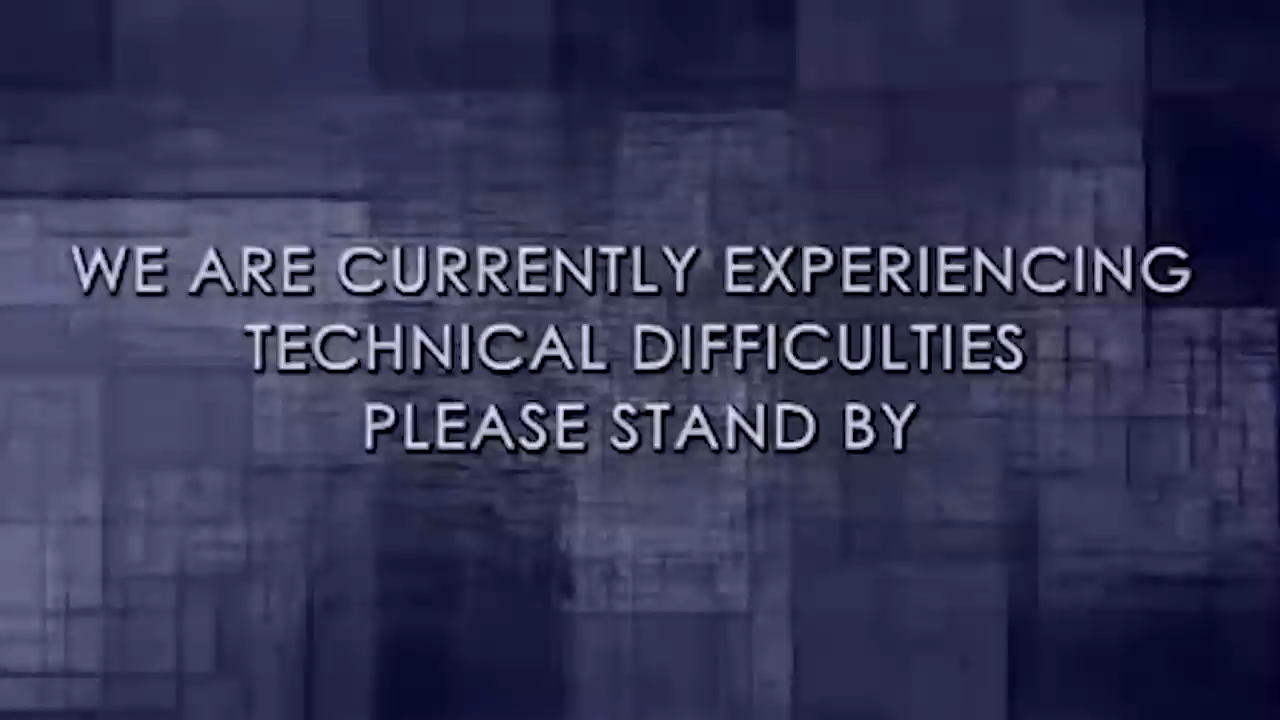 WE ARE CURRENTLY EXPERIENCING
TECHNICAL DIFFICULTIES
PLEASE STAND BY